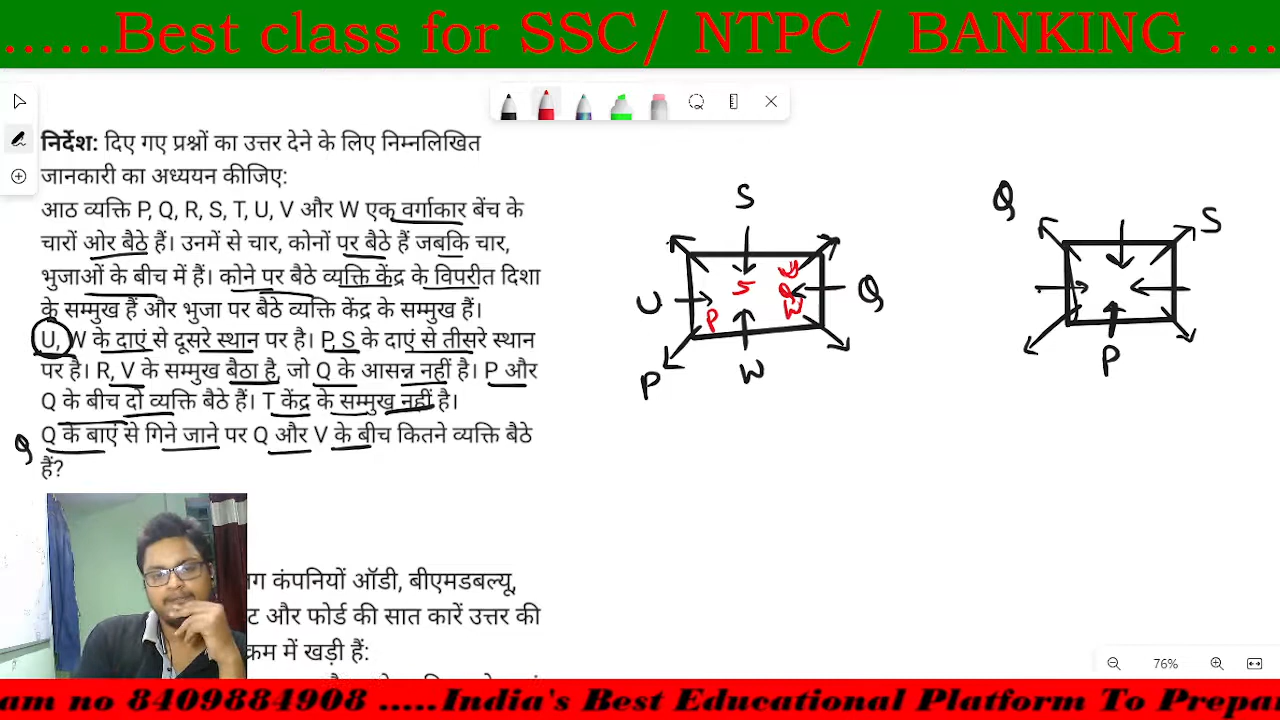 ......Best class for SSC/ NTPC/ BANKING ....
निर्देश: दिए गए प्रश्नों का उत्तर देने के लिए निम्नलिखित
जानकारी का अध्ययन कीजिए:
आठ व्यक्ति P, Q, R, S, T, U, V और W एक वर्गाकार बेंच के
चारों ओर बैठे हैं। उनमें से चार, कोनों पर बैठे हैं जबकि चार,
भुजाओं के बीच में हैं। कोने पर बैठे व्यक्ति केंद्र के विपरीत दिशा
के सम्मुख हैं और भुजा पर बैठे व्यक्ति केंद्र के सम्मुख हैं।
U, W के दाएं से दूसरे स्थान पर है। P, S के दाएं से तीसरे स्थान
पर है। R, V के सम्मुख बैठा है, जो Q के आसन्न नहीं है। P और
Q के बीच दो व्यक्ति बैठे हैं। T केंद्र के सम्मुख नहीं है।
Q के बाएं से गिने जाने पर Q और V के बीच कितने व्यक्ति बैठे
हैं?
Q
S
U
Q
P
W
S
Q
W
P
Q
S
P
ग कंपनियों ऑडी, बीएमडबल्यू,
ट और फोर्ड की सात कारें उत्तर की
क्रम में खड़ी हैं:
76%
am no 8409884908 .....India's Best Educational Platform To Prepa